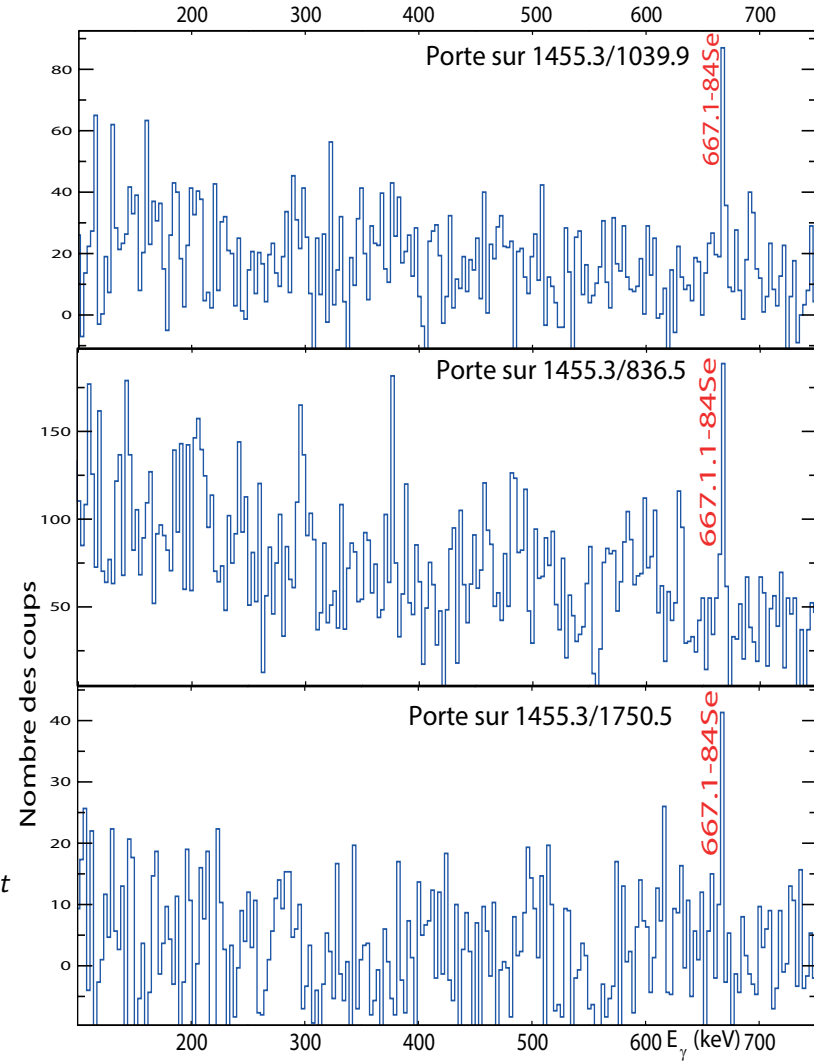 200 300 400 500 600 700
Porte sur 1455.3/1039.9
667.1-84Se
80
60
40
20
0
Porte sur 1455.3/836.5
667.1.1-84Se
150
100
50
Porte sur 1455.3/1750.5
667.1-84Se
40
30
20
10
0
Nombre des coups
t
200 300 400 500 600 Eγ (keV) 700